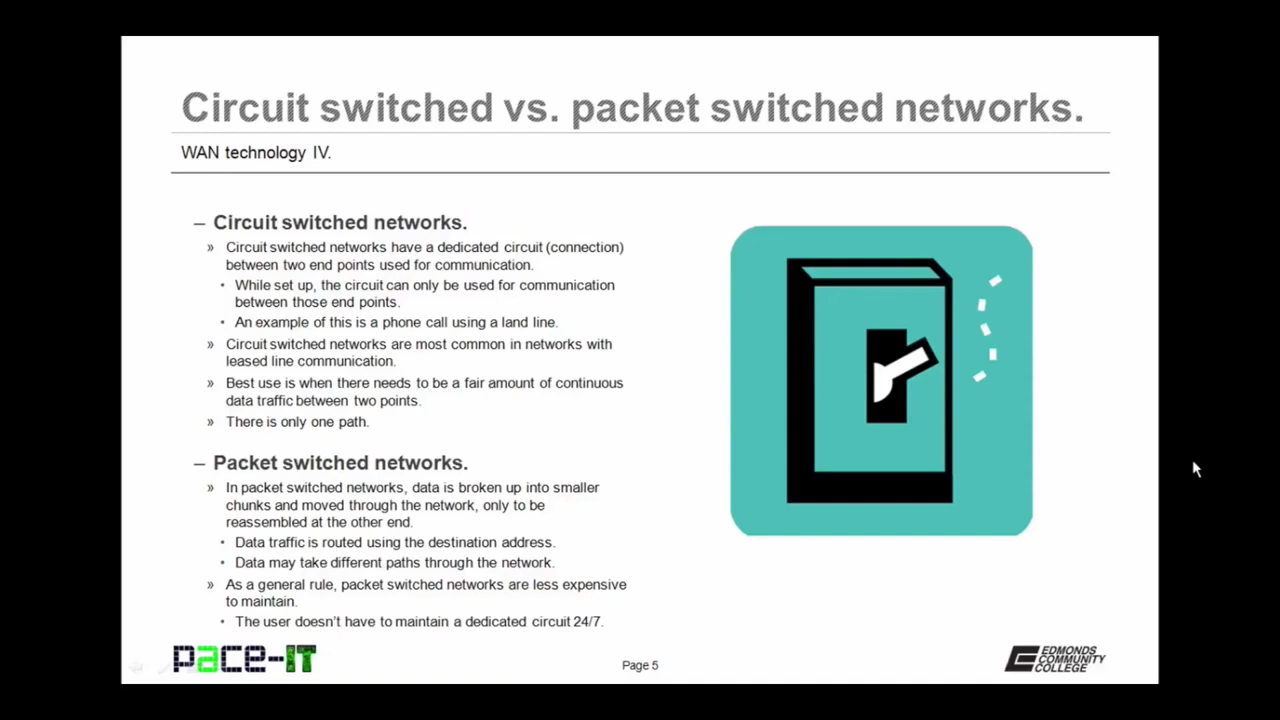 Circuit switched vs. packet switched networks.
WAN technology IV.
– Circuit switched networks.
» Circuit switched networks have a dedicated circuit (connection)
between two end points used for communication.
• While set up, the circuit can only be used for communication
between those end points.
• An example of this is a phone call using a land line.
» Circuit switched networks are most common in networks with
leased line communication.
» Best use is when there needs to be a fair amount of continuous
data traffic between two points.
» There is only one path.
– Packet switched networks.
» In packet switched networks, data is broken up into smaller
chunks and moved through the network, only to be
reassembled at the other end.
• Data traffic is routed using the destination address.
• Data may take different paths through the network.
» As a general rule, packet switched networks are less expensive
to maintain.
• The user doesn’t have to maintain a dedicated circuit 24/7.
pace-IT
Page 5
EDMONDS
COMMUNITY
COLLEGE